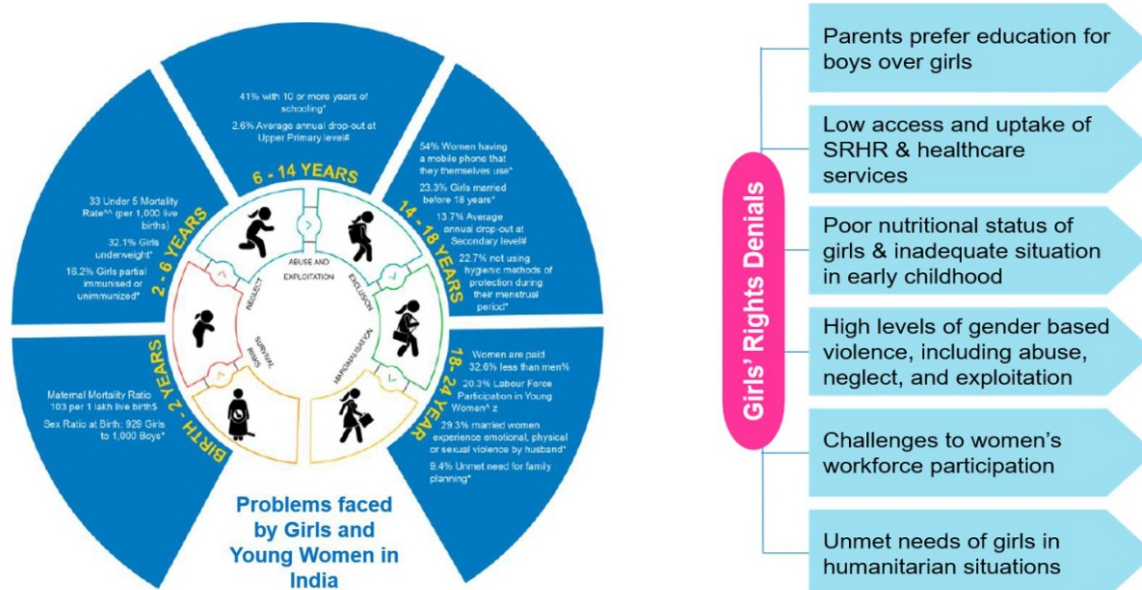 41% with 10 or more years of
schooling*
2.6% Average annual drop-out at
Upper Primary level#
6 - 14 YEARS
33 Under 5 Mortality
Rate^^ (per 1,000 live
births)
32.1% Girls
underweight*
16.2% Girls partial
immunised or
unimmunized*
2 - 6 YEARS
54% Women having
a mobile phone that
they themselves use*
23.3% Girls married
before 18 years*
13.7% Average
annual drop-out at
Secondary level#
22.7% not using
hygienic methods of
protection during
their menstrual
period*
14 - 18 YEARS
Maternal Mortality Ratio
103 per 1 lakh live birth$
Sex Ratio at Birth: 929 Girls
to 1,000 Boys*
BIRTH - 2 YEARS
Women are paid
32.6% less than men%
20.3% Labour Force
Participation in Young
Women^ z
29.3% married women
experience emotional, physical
or sexual violence by husband*
9.4% Unmet need for family
planning*
18- 24 YEAR
SURVIVAL
RISKS
NEGLECT
ABUSE AND
EXPLOITATION
EXCLUSION
MARGINALISATION
Problems faced
by Girls and
Young Women in
India
Girls' Rights Denials
Parents prefer education for
boys over girls
Low access and uptake of
SRHR & healthcare
services
Poor nutritional status of
girls & inadequate situation
in early childhood
High levels of gender based
violence, including abuse,
neglect, and exploitation
Challenges to women's
workforce participation
Unmet needs of girls in
humanitarian situations